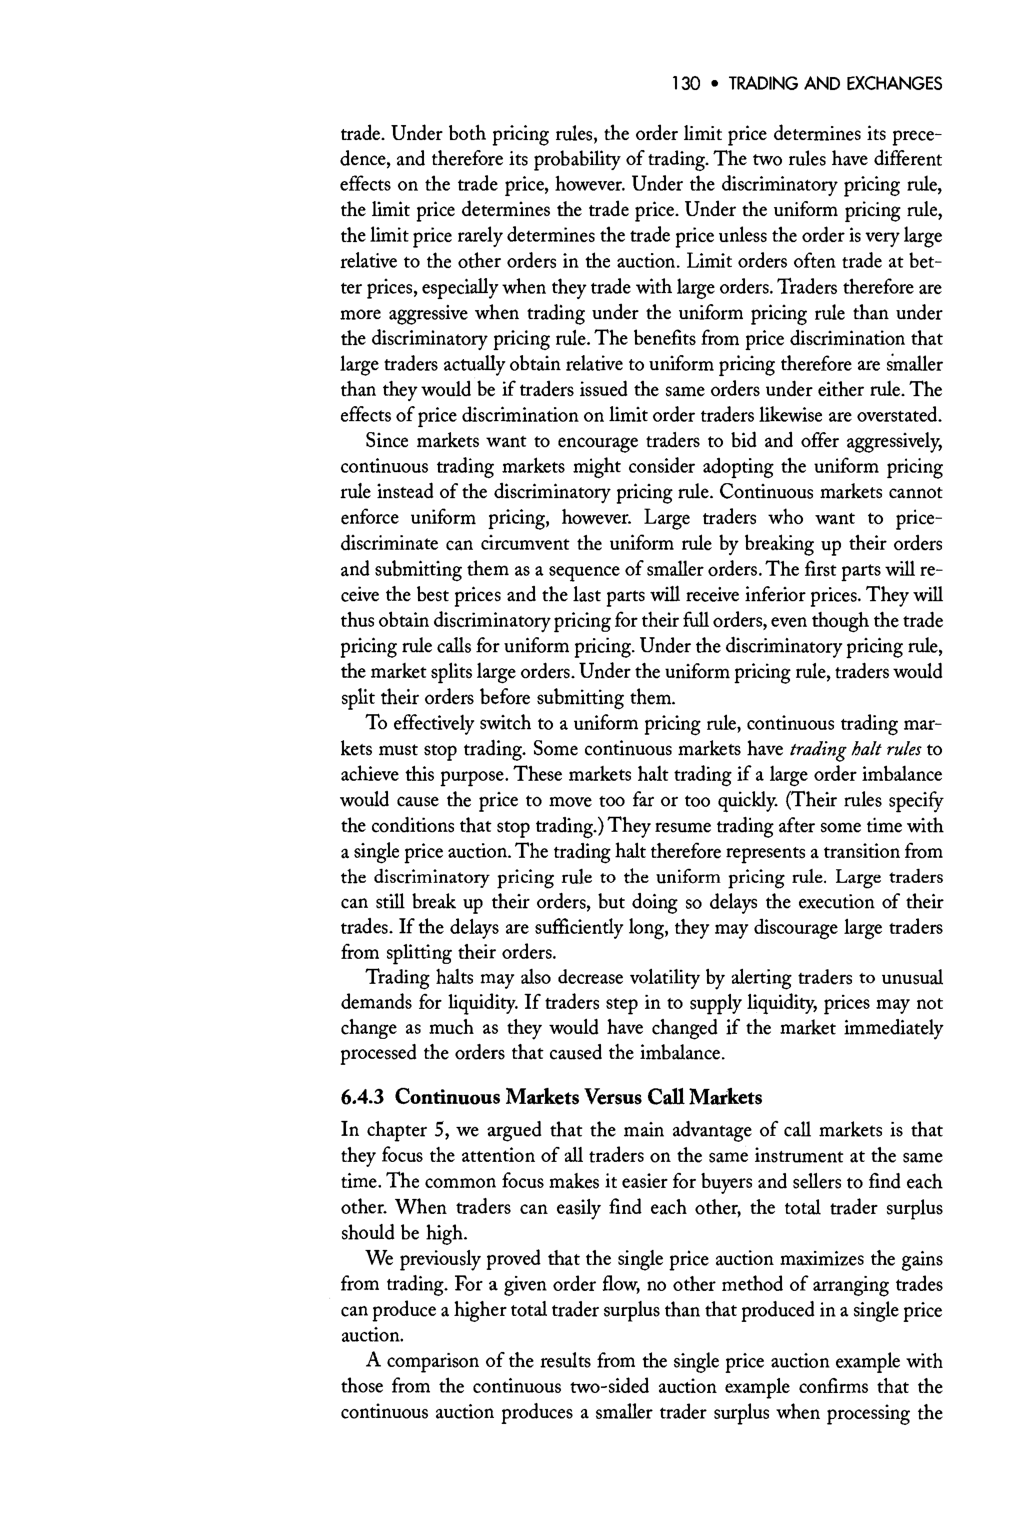 130 • TRADING AND EXCHANGES
trade. Under both pricing rules, the order limit price determines its prece-
dence, and therefore its probability of trading. The two rules have different
effects on the trade price, however. Under the discriminatory pricing rule,
the limit price determines the trade price. Under the uniform pricing rule,
the limit price rarely determines the trade price unless the order is very large
relative to the other orders in the auction. Limit orders often trade at bet-
ter prices, especially when they trade with large orders. Traders therefore are
more aggressive when trading under the uniform pricing rule than under
the discriminatory pricing rule. The benefits from price discrimination that
large traders actually obtain relative to uniform pricing therefore are smaller
than they would be if traders issued the same orders under either rule. The
effects of price discrimination on limit order traders likewise are overstated.
Since markets want to encourage traders to bid and offer aggressively,
continuous trading markets might consider adopting the uniform pricing
rule instead of the discriminatory pricing rule. Continuous markets cannot
enforce uniform pricing, however. Large traders who want to price-
discriminate can circumvent the uniform rule by breaking up their orders
and submitting them as a sequence of smaller orders. The first parts will re-
ceive the best prices and the last parts will receive inferior prices. They will
thus obtain discriminatory pricing for their full orders, even though the trade
pricing rule calls for uniform pricing. Under the discriminatory pricing rule,
the market splits large orders. Under the uniform pricing rule, traders would
split their orders before submitting them.
To effectively switch to a uniform pricing rule, continuous trading mar-
kets must stop trading. Some continuous markets have trading halt rules to
achieve this purpose. These markets halt trading if a large order imbalance
would cause the price to move too far or too quickly. (Their rules specify
the conditions that stop trading.) They resume trading after some time with
a single price auction. The trading halt therefore represents a transition from
the discriminatory pricing rule to the uniform pricing rule. Large traders
can still break up their orders, but doing so delays the execution of their
trades. If the delays are sufficiently long, they may discourage large traders
from splitting their orders.
Trading halts may also decrease volatility by alerting traders to unusual
demands for liquidity. If traders step in to supply liquidity, prices may not
change as much as they would have changed if the market immediately
processed the orders that caused the imbalance.
6.4.3 Continuous Markets Versus Call Markets
In chapter 5, we argued that the main advantage of call markets is that
they focus the attention of all traders on the same instrument at the same
time. The common focus makes it easier for buyers and sellers to find each
other. When traders can easily find each other, the total trader surplus
should be high.
We previously proved that the single price auction maximizes the gains
from trading. For a given order flow, no other method of arranging trades
can produce a higher total trader surplus than that produced in a single price
auction.
A comparison of the results from the single price auction example with
those from the continuous two-sided auction example confirms that the
continuous auction produces a smaller trader surplus when processing the